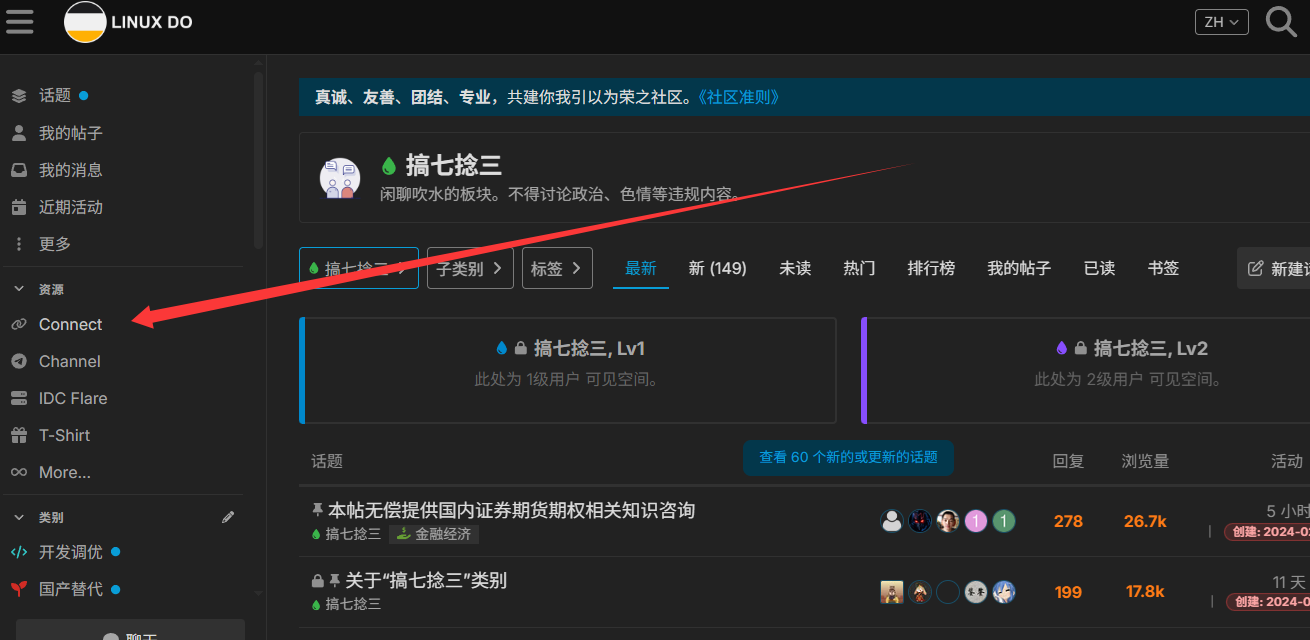 LINUX DO
ZH
话题
我的帖子
我的消息
近期活动
更多
资源
Connect
Channel
IDC Flare
T-Shirt
More...
类别
开发调优
国产替代
聊天
真诚、友善、团结、专业，共建你我引以为荣之社区。《社区准则》
搞七捻三
闲聊吹水的板块。不得讨论政治、色情等违规内容。
搞七捻三
子类别
标签
最新
新 (149)
未读
热门
排行榜
我的帖子
已读
书签
新建
搞七捻三, Lv1
此处为 1级用户 可见空间。
搞七捻三, Lv2
此处为 2级用户 可见空间。
话题
查看 60 个新的或更新的话题
回复
浏览量
活动
本帖无偿提供国内证券期货期权相关知识咨询
搞七捻三 金融经济
1
1
278
26.7k
5 小时
创建: 2024-0
关于“搞七捻三”类别
搞七捻三
199
17.8k
11 天
创建: 2024-0